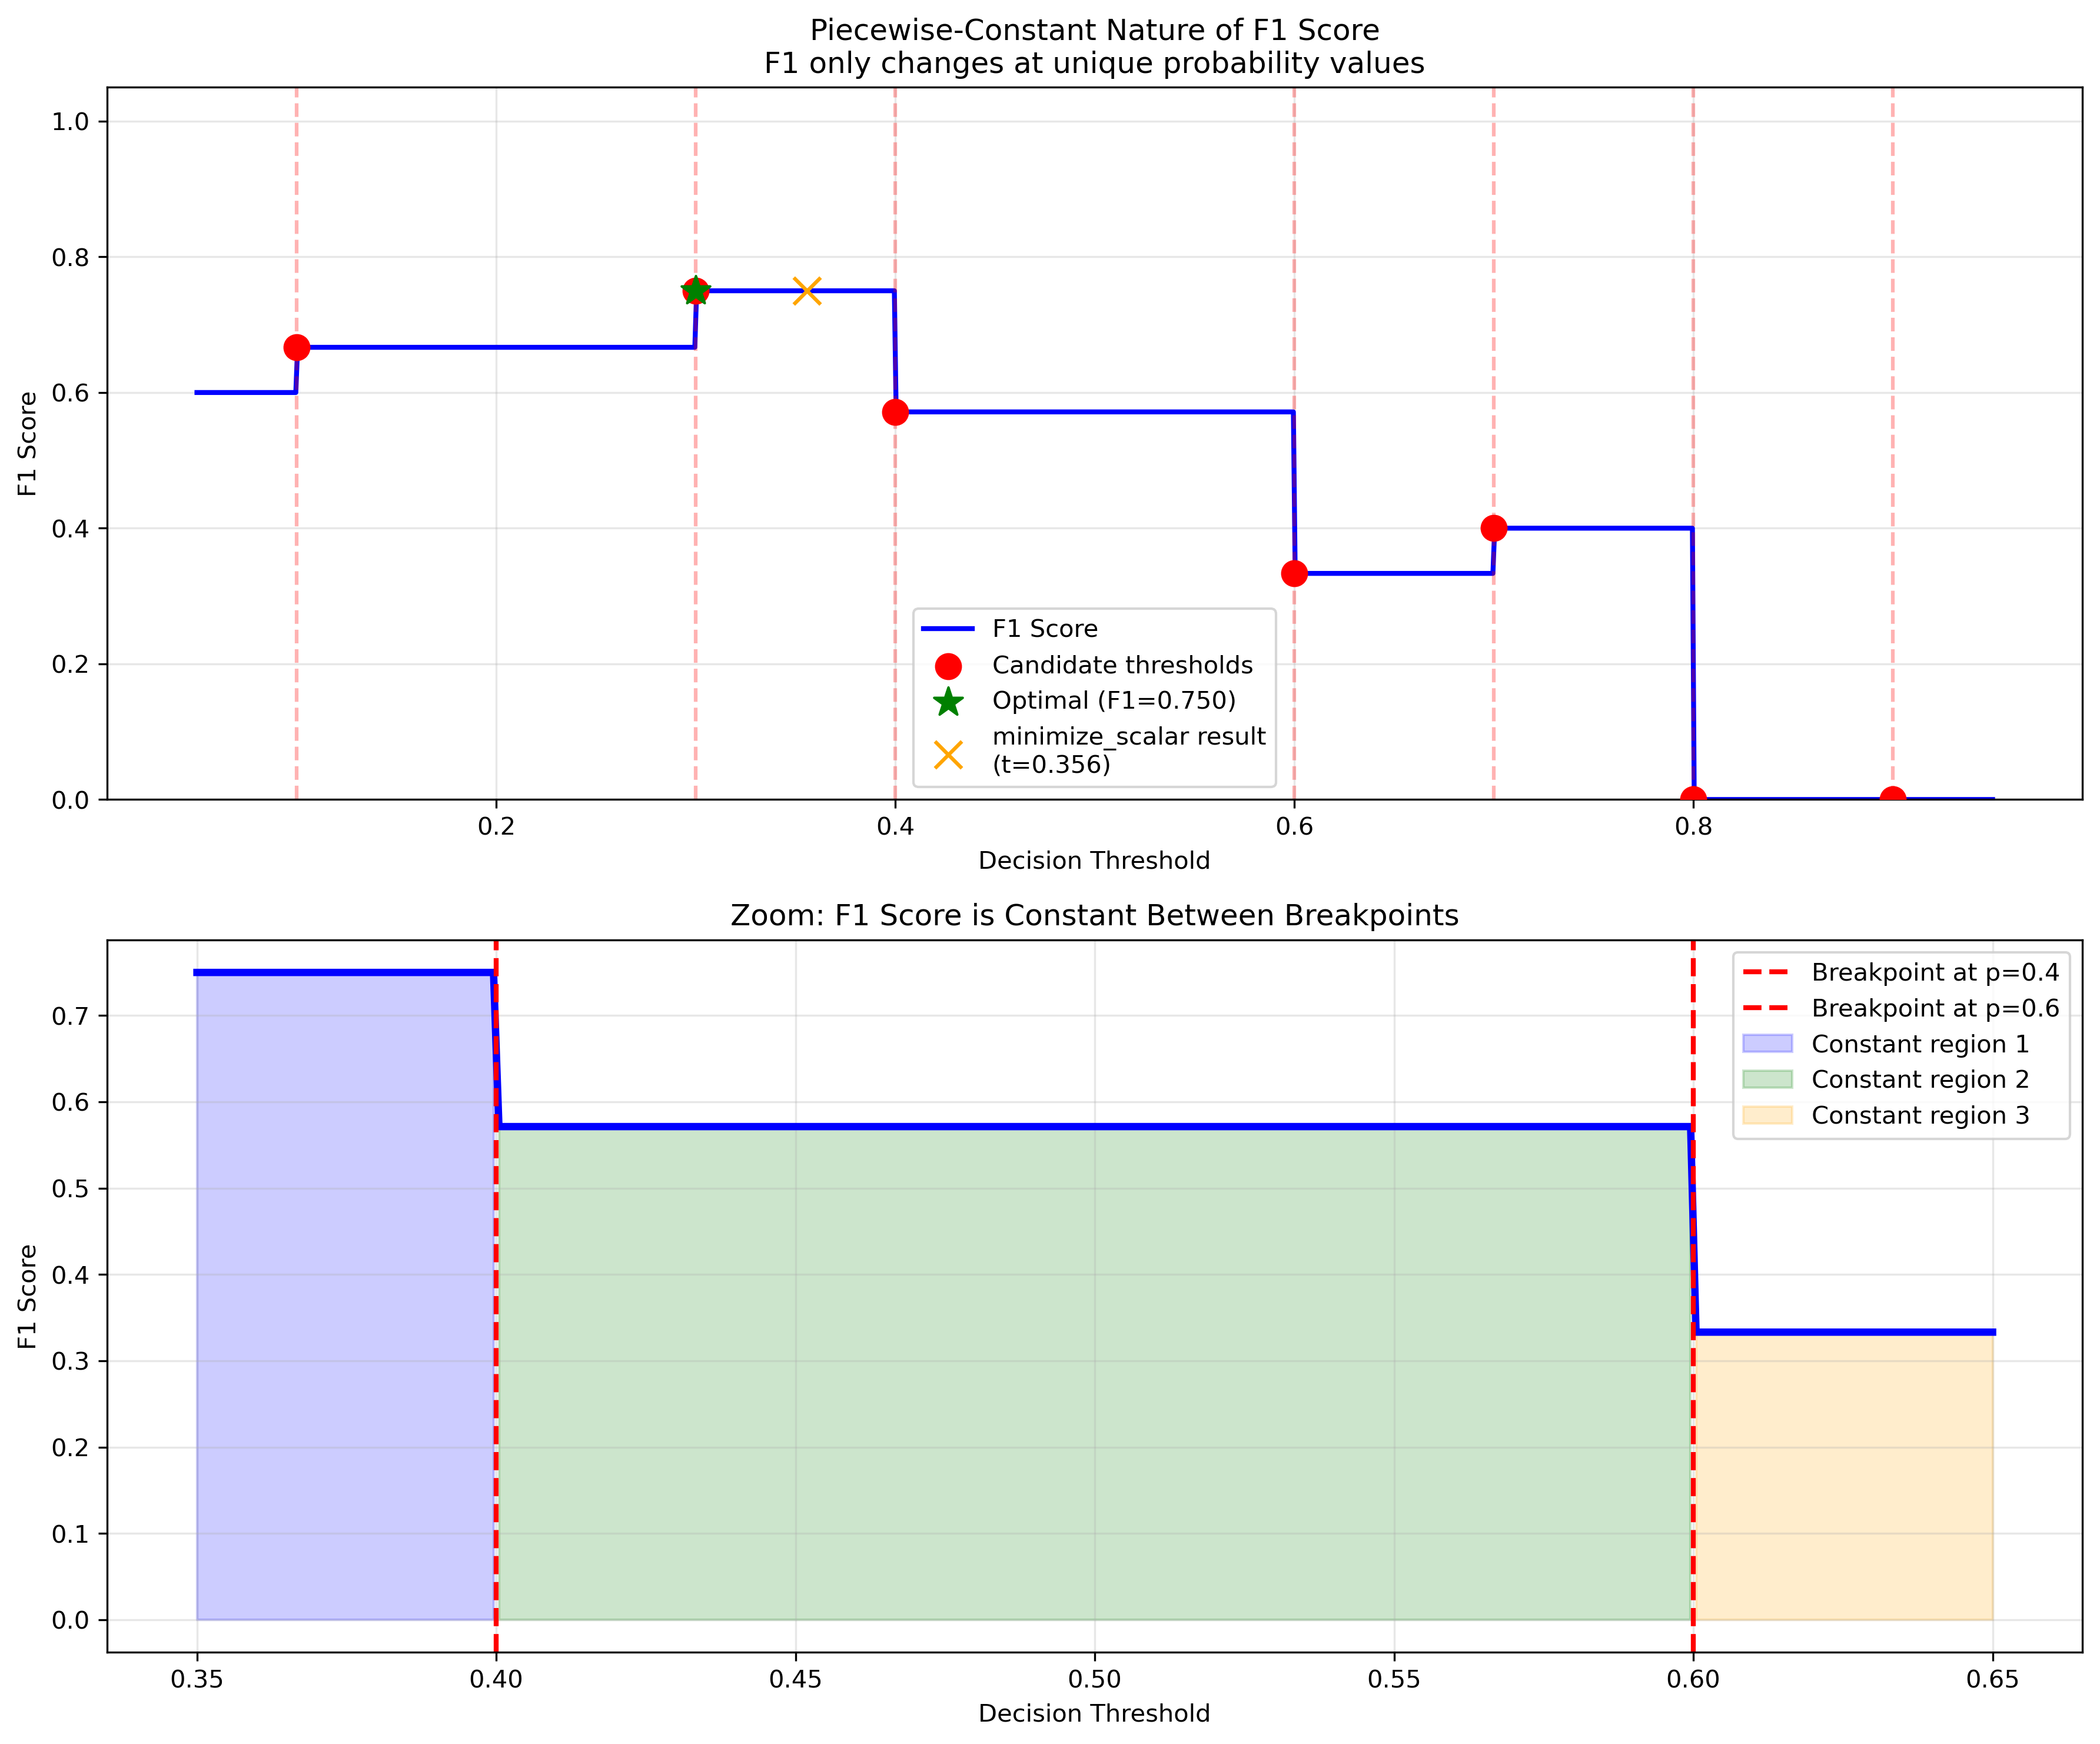 Piecewise-Constant Nature of F1 Score
F1 only changes at unique probability values
1.0
0.8
0.6
0.4
0.2
0.0
F1 Score
F1 Score
Candidate thresholds
Optimal (F1=0.750)
minimize_scalar result
(t=0.356)
0.2
0.4
0.6
0.8
Decision Threshold
Zoom: F1 Score is Constant Between Breakpoints
0.7
0.6
0.5
0.4
0.3
0.2
0.1
0.0
F1 Score
Breakpoint at p=0.4
Breakpoint at p=0.6
Constant region 1
Constant region 2
Constant region 3
0.35
0.40
0.45
0.50
0.55
0.60
0.65
Decision Threshold